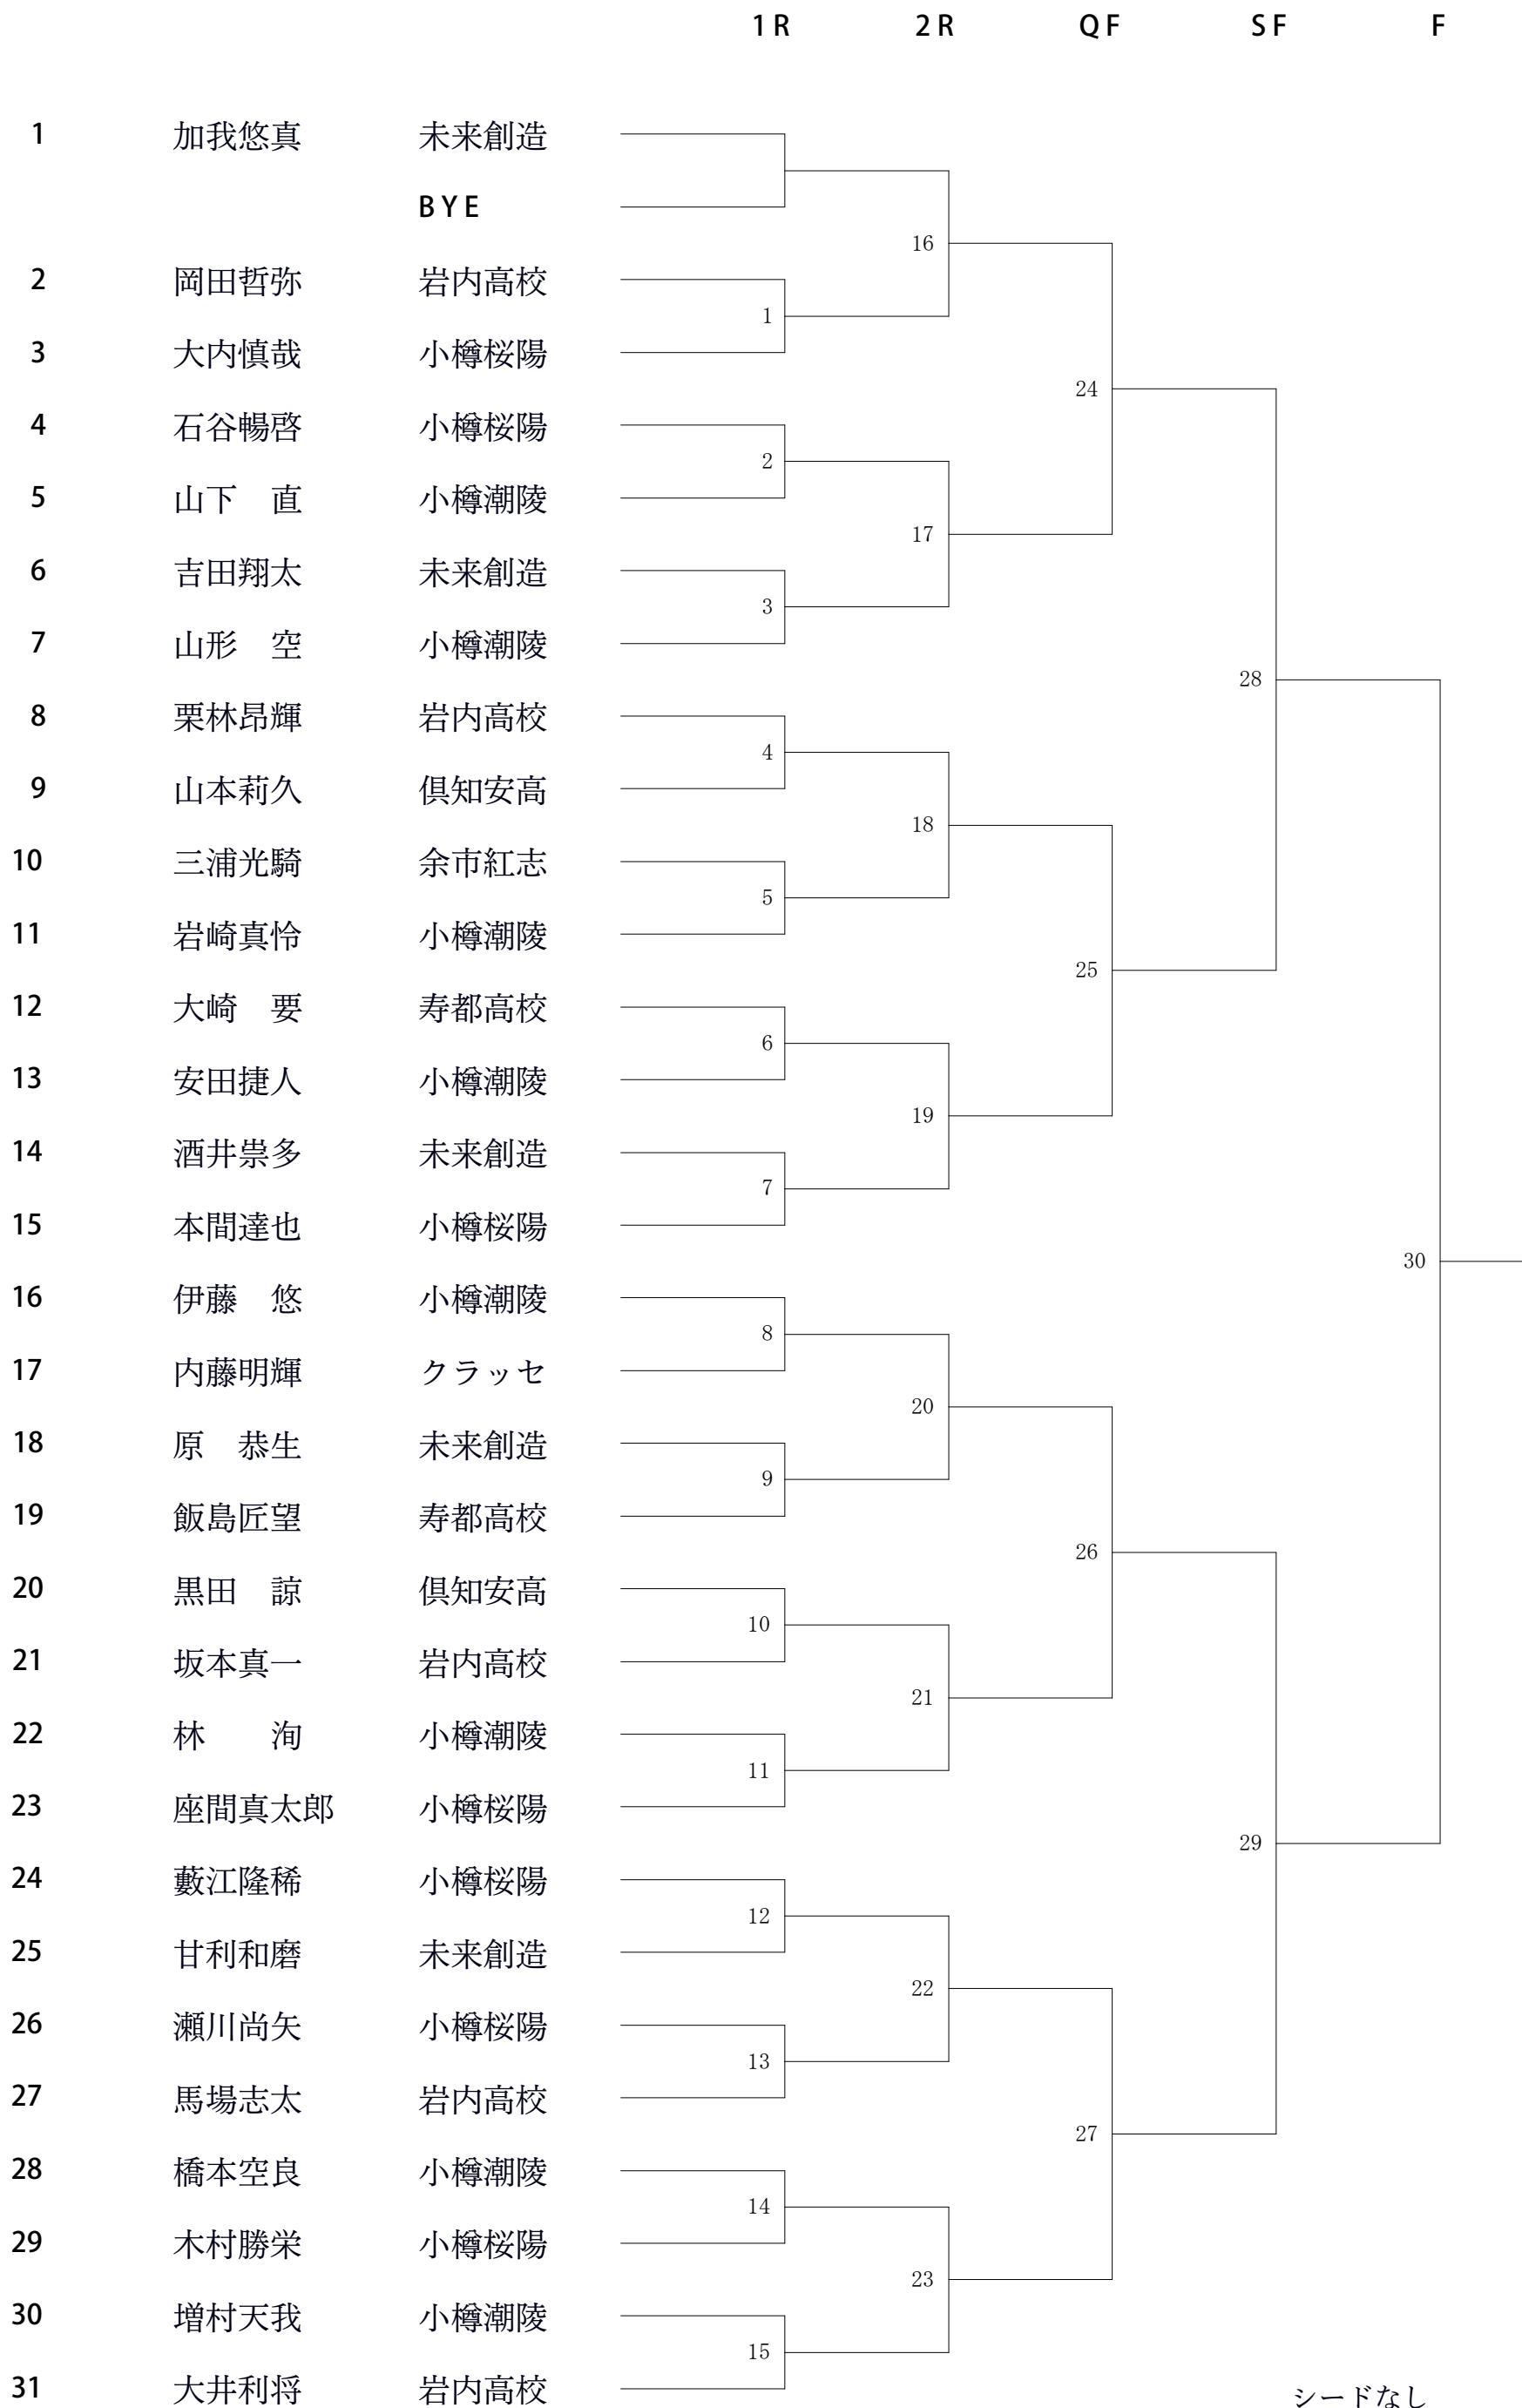 1R 2R QF SF F
1 加我悠真 未来創造
BYE
16
2 岡田哲弥 岩内高校
1
3 大内慎哉 小樽桜陽
24
4 石谷暢啓 小樽桜陽
2
5 山下 直 小樽潮陵
17
6 吉田翔太 未来創造
3
7 山形 空 小樽潮陵
28
8 栗林昂輝 岩内高校
4
9 山本莉久 倶知安高
18
10 三浦光騎 余市紅志
5
11 岩崎真怜 小樽潮陵
25
12 大崎 要 寿都高校
6
13 安田捷人 小樽潮陵
19
14 酒井崇多 未来創造
7
15 本間達也 小樽桜陽
30
16 伊藤 悠 小樽潮陵
8
17 内藤明輝 クラッセ
20
18 原 恭生 未来創造
9
19 飯島匠望 寿都高校
26
20 黒田 諒 倶知安高
10
21 坂本真一 岩内高校
21
22 林 洵 小樽潮陵
11
23 座間真太郎 小樽桜陽
29
24 藪江隆稀 小樽桜陽
12
25 甘利和磨 未来創造
22
26 瀬川尚矢 小樽桜陽
13
27 馬場志太 岩内高校
27
28 橋本空良 小樽潮陵
14
29 木村勝栄 小樽桜陽
23
30 増村天我 小樽潮陵
15
31 大井利将 岩内高校
シードなし